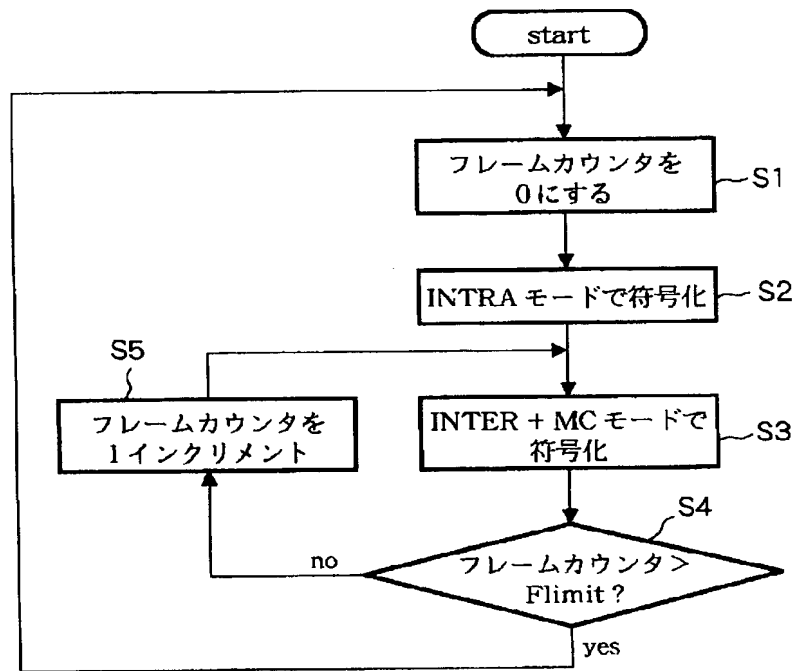 start
フレームカウンタを
0にする
S1
INTRA モードで符号化
S2
S5
フレームカウンタを
1インクリメント
INTER + MC モードで
符号化
S3
S4
フレームカウンタ>
Flimit?
no
yes